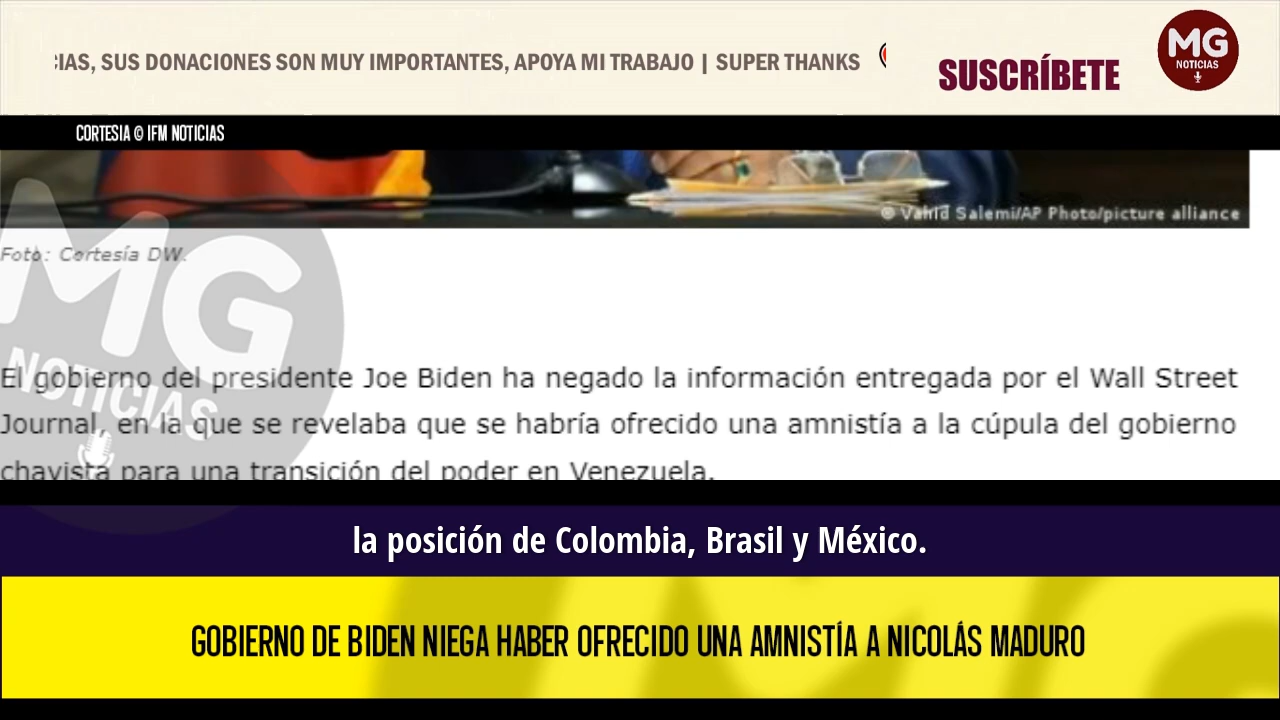 CIAS, SUS DONACIONES SON MUY IMPORTANTES, APOYA MI TRABAJO | SUPER THANKS
SUSCRÍBETE
MG
NOTICIAS
CORTESIA © IFM NOTICIAS
© Vahid Salemi/AP Photo/picture alliance
Foto: Cortesía DW.
MG
NOTICIAS
El gobierno del presidente Joe Biden ha negado la información entregada por el Wall Street
Journal, en la que se revelaba que se habría ofrecido una amnistía a la cúpula del gobierno
chavista para una transición del poder en Venezuela.
la posición de Colombia, Brasil y México.
GOBIERNO DE BIDEN NIEGA HABER OFRECIDO UNA AMNISTÍA A NICOLÁS MADURO